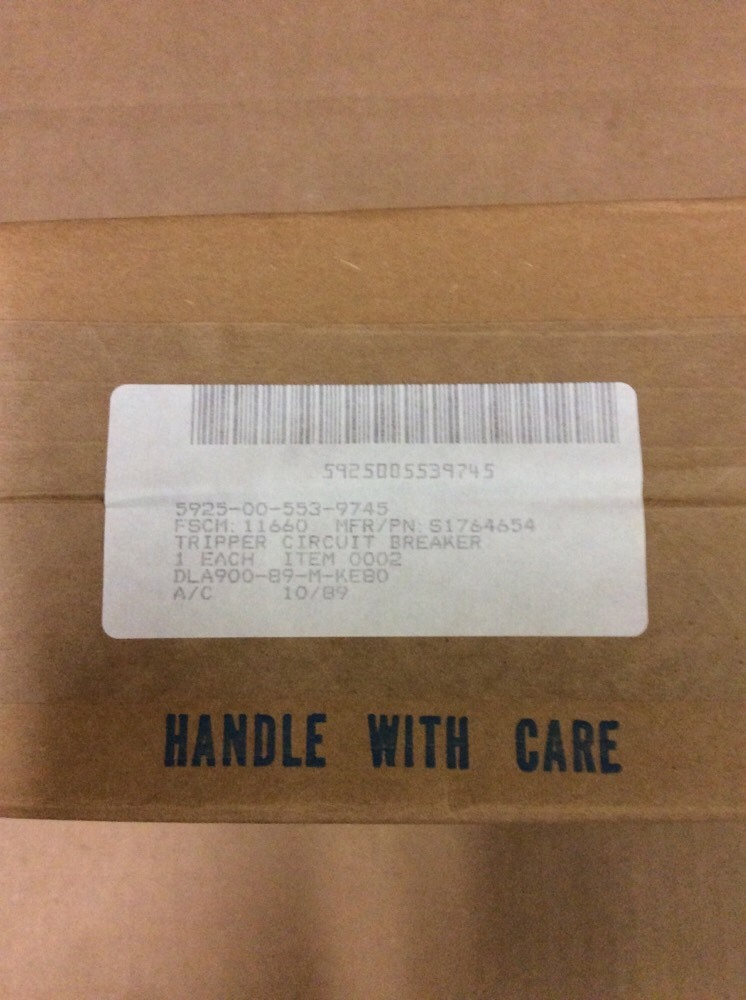 5925005539745
5925-00-553-9745
FSCM: 11660 MFR/PN: S1764654
TRIPPER CIRCUIT BREAKER
1 EACH ITEM 0002
DLA900-89-M-KE80
A/C 10/89
HANDLE WITH CARE